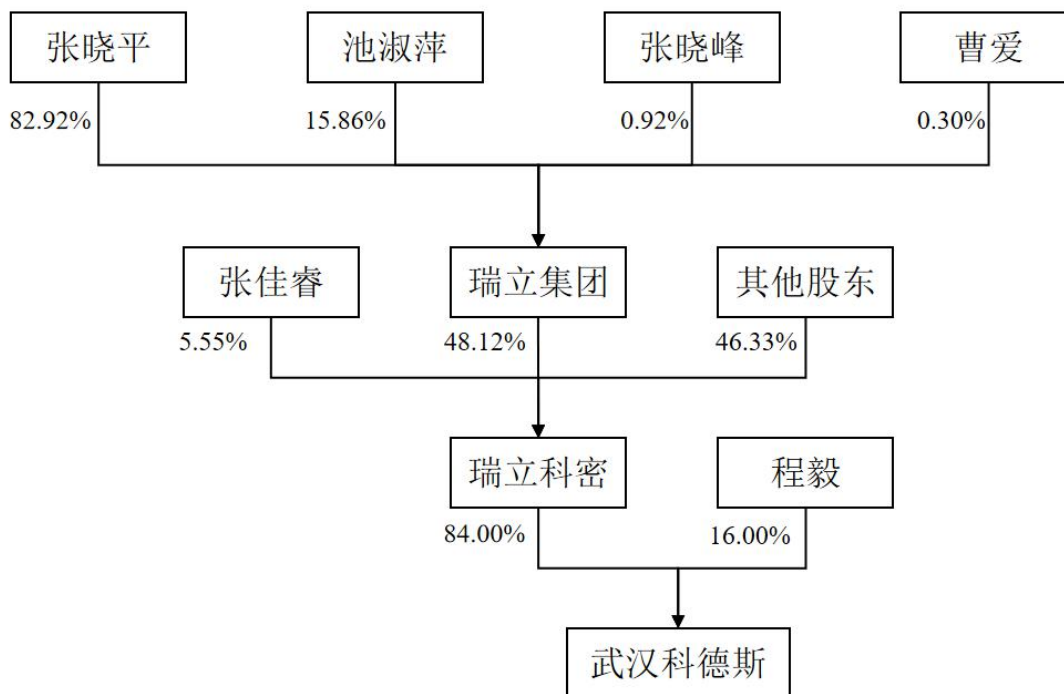 张晓平 池淑萍 张晓峰 曹爱
82.92% 15.86% 0.92% 0.30%
张佳睿 瑞立集团 其他股东
5.55% 48.12% 46.33%
瑞立科密 程毅
84.00% 16.00%
武汉科德斯